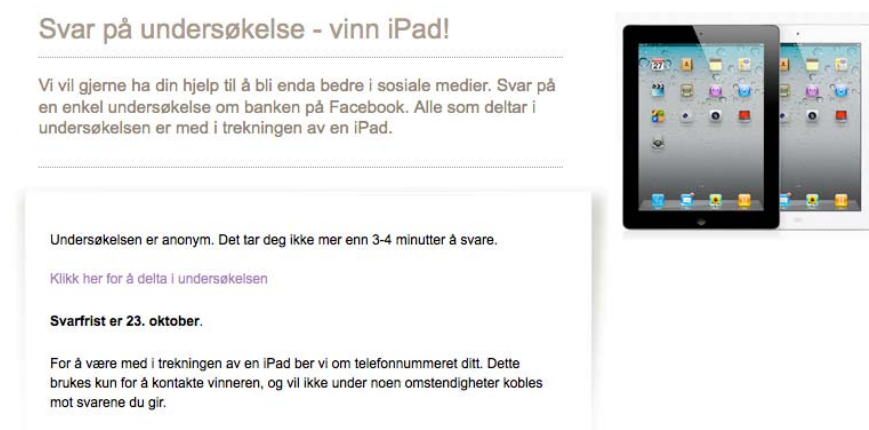 Svar på undersøkelse - vinn iPad!
Vi vil gjerne ha din hjelp til å bli enda bedre i sosiale medier. Svar på
en enkel undersøkelse om banken på Facebook. Alle som deltar i
undersøkelsen er med i trekningen av en iPad.
Undersøkelsen er anonym. Det tar deg ikke mer enn 3-4 minutter å svare.
Klikk her for å delta i undersøkelsen
Svarfrist er 23. oktober.
For å være med i trekningen av en iPad ber vi om telefonnummeret ditt. Dette
brukes kun for å kontakte vinneren, og vil ikke under noen omstendigheter kobles
mot svarene du gir.